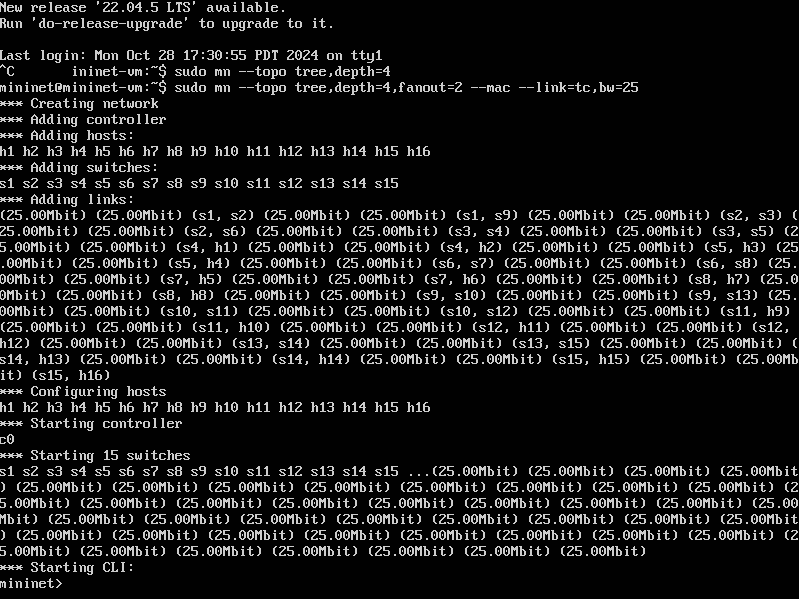 New release '22.04.5 LTS' available.
Run 'do-release-upgrade' to upgrade to it.
Last login: Mon Oct 28 17:30:55 PDT 2024 on tty1
^C       ininet-vm:~$ sudo mn --topo tree,depth=4
mininet@mininet-vm:~$ sudo mn --topo tree,depth=4,fanout=2 --mac --link=tc,bw=25
*** Creating network
*** Adding controller
*** Adding hosts:
h1 h2 h3 h4 h5 h6 h7 h8 h9 h10 h11 h12 h13 h14 h15 h16
*** Adding switches:
s1 s2 s3 s4 s5 s6 s7 s8 s9 s10 s11 s12 s13 s14 s15
*** Adding links:
(25.00Mbit) (25.00Mbit) (s1, s2) (25.00Mbit) (25.00Mbit) (s1, s9) (25.00Mbit) (25.00Mbit) (s2, s3) (
25.00Mbit) (25.00Mbit) (s2, s6) (25.00Mbit) (25.00Mbit) (s3, s4) (25.00Mbit) (25.00Mbit) (s3, s5) (2
5.00Mbit) (25.00Mbit) (s4, h1) (25.00Mbit) (25.00Mbit) (s4, h2) (25.00Mbit) (25.00Mbit) (s5, h3) (25
.00Mbit) (25.00Mbit) (s5, h4) (25.00Mbit) (25.00Mbit) (s6, s7) (25.00Mbit) (25.00Mbit) (s6, s8) (25.
00Mbit) (25.00Mbit) (s7, h5) (25.00Mbit) (25.00Mbit) (s7, h6) (25.00Mbit) (25.00Mbit) (s8, h7) (25.0
0Mbit) (25.00Mbit) (s8, h8) (25.00Mbit) (25.00Mbit) (s9, s10) (25.00Mbit) (25.00Mbit) (s9, s13) (25.
00Mbit) (25.00Mbit) (s10, s11) (25.00Mbit) (25.00Mbit) (s10, s12) (25.00Mbit) (25.00Mbit) (s11, h9)
(25.00Mbit) (25.00Mbit) (s11, h10) (25.00Mbit) (25.00Mbit) (s12, h11) (25.00Mbit) (25.00Mbit) (s12,
h12) (25.00Mbit) (25.00Mbit) (s13, s14) (25.00Mbit) (25.00Mbit) (s13, s15) (25.00Mbit) (25.00Mbit) (
s14, h13) (25.00Mbit) (25.00Mbit) (s14, h14) (25.00Mbit) (25.00Mbit) (s15, h15) (25.00Mbit) (25.00Mb
it) (s15, h16)
*** Configuring hosts
h1 h2 h3 h4 h5 h6 h7 h8 h9 h10 h11 h12 h13 h14 h15 h16
*** Starting controller
c0
*** Starting 15 switches
s1 s2 s3 s4 s5 s6 s7 s8 s9 s10 s11 s12 s13 s14 s15 ...(25.00Mbit) (25.00Mbit) (25.00Mbit) (25.00Mbit
) (25.00Mbit) (25.00Mbit) (25.00Mbit) (25.00Mbit) (25.00Mbit) (25.00Mbit) (25.00Mbit) (25.00Mbit) (2
5.00Mbit) (25.00Mbit) (25.00Mbit) (25.00Mbit) (25.00Mbit) (25.00Mbit) (25.00Mbit) (25.00Mbit) (25.00
Mbit) (25.00Mbit) (25.00Mbit) (25.00Mbit) (25.00Mbit) (25.00Mbit) (25.00Mbit) (25.00Mbit) (25.00Mbit
) (25.00Mbit) (25.00Mbit) (25.00Mbit) (25.00Mbit) (25.00Mbit) (25.00Mbit) (25.00Mbit) (25.00Mbit) (2
5.00Mbit) (25.00Mbit) (25.00Mbit) (25.00Mbit) (25.00Mbit) (25.00Mbit) (25.00Mbit)
*** Starting CLI:
mininet>